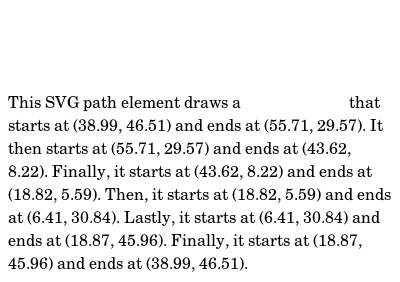 This SVG path element draws a that
starts at (38.99, 46.51) and ends at (55.71, 29.57). It
then starts at (55.71, 29.57) and ends at (43.62,
8.22). Finally, it starts at (43.62, 8.22) and ends at
(18.82, 5.59). Then, it starts at (18.82, 5.59) and ends
at (6.41, 30.84). Lastly, it starts at (6.41, 30.84) and
ends at (18.87, 45.96). Finally, it starts at (18.87,
45.96) and ends at (38.99, 46.51).